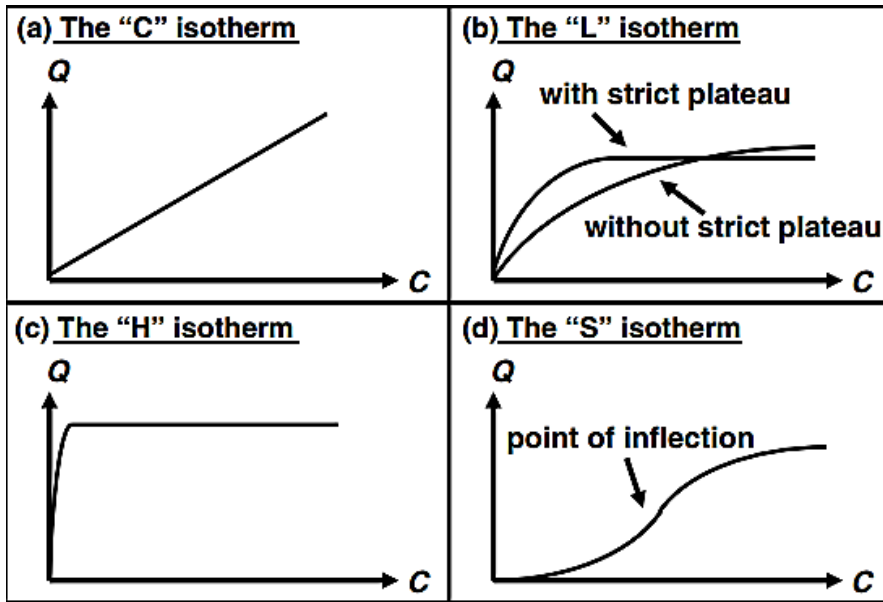 (a) The “C” isotherm
Q
C
(b) The “L” isotherm
Q
with strict plateau
without strict plateau
C
(c) The “H” isotherm
Q
C
(d) The “S” isotherm
Q
point of inflection
C